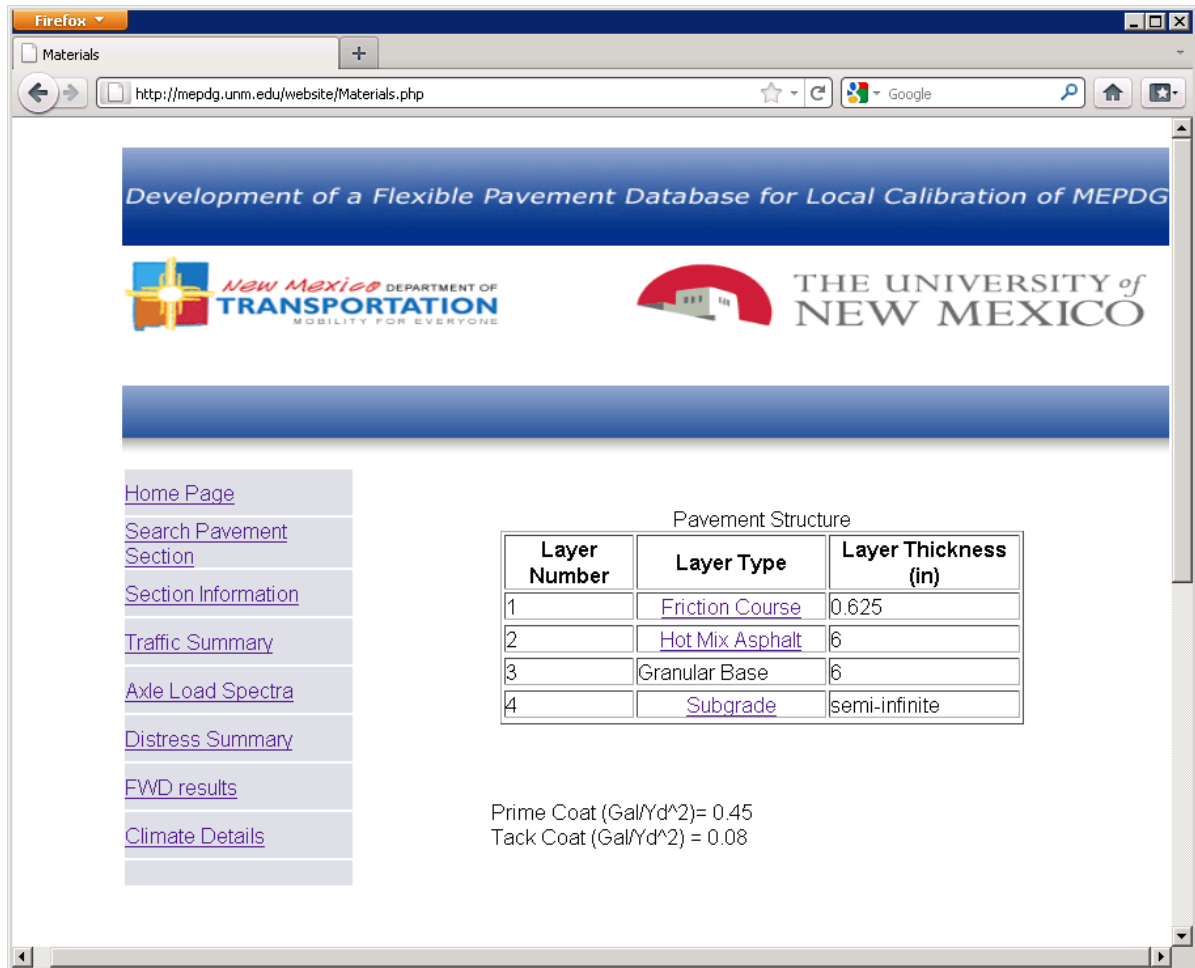 Firefox
Materials
http://mepdg.unm.edu/website/Materials.php
Google
Development of a Flexible Pavement Database for Local Calibration of MEPDG
New Mexico DEPARTMENT OF
TRANSPORTATION
MOBILITY FOR EVERYONE
THE UNIVERSITY of
NEW MEXICO
Home Page
Search Pavement
Section
Section Information
Traffic Summary
Axle Load Spectra
Distress Summary
FWD results
Climate Details
Pavement Structure
Layer Number Layer Type Layer Thickness (in)
1 Friction Course 0.625
2 Hot Mix Asphalt 6
3 Granular Base 6
4 Subgrade semi-infinite
Prime Coat (Gal/Yd^2)= 0.45
Tack Coat (Gal/Yd^2) = 0.08